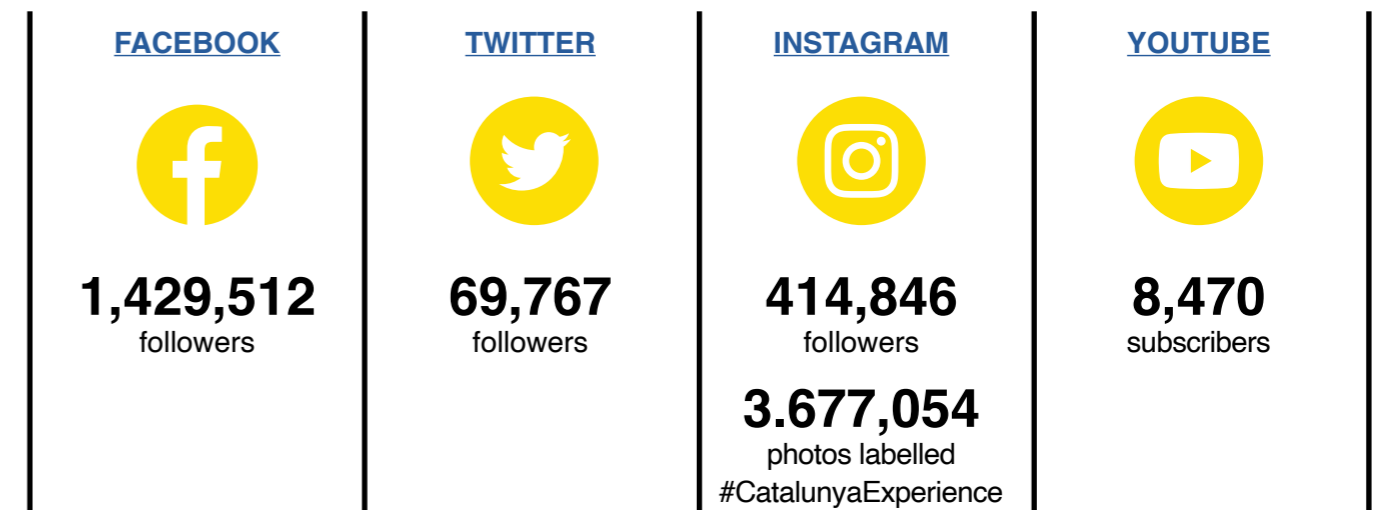 FACEBOOK
1,429,512
followers
TWITTER
69,767
followers
INSTAGRAM
414,846
followers
3.677,054
photos labelled
#CatalunyaExperience
YOUTUBE
8,470
subscribers